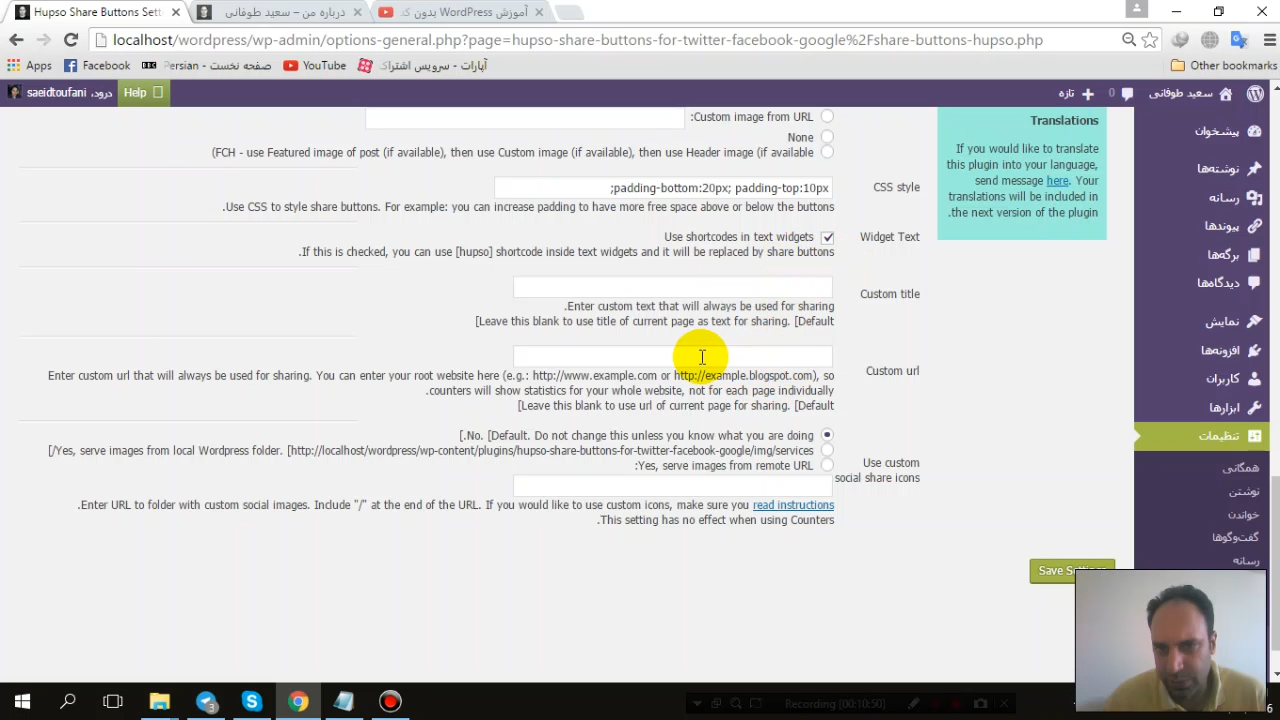 Hupso Share Buttons Sett
درباره من – سعید طوفانی
آموزش WordPress بدون کد
localhost/wordpress/wp-admin/options-general.php?page=hupso-share-buttons-for-twitter-facebook-google%2Fshare-buttons-hupso.php
Apps
Facebook
صفحه نخست - Persian
YouTube
آپارات - سرویس اشتراک
Other bookmarks
سعید طوفانی
0
تازه
درود، saeidtoufani
Help
پیشخوان
نوشته‌ها
رسانه
پیوندها
برگه‌ها
دیدگاه‌ها
نمایش
افزونه‌ها
کاربران
ابزارها
تنظیمات
همگانی
نوشتن
خواندن
گفت‌وگوها
رسانه
Translations
If you would like to translate
this plugin into your language,
send message here. Your
translations will be included in
.the next version of the plugin
:Custom image from URL
None
(FCH - use Featured image of post (if available), then use Custom image (if available), then use Header image (if available
CSS style
;padding-bottom:20px; padding-top:10px
.Use CSS to style share buttons. For example: you can increase padding to have more free space above or below the buttons
Widget Text
Use shortcodes in text widgets
.If this is checked, you can use [hupso] shortcode inside text widgets and it will be replaced by share buttons
Custom title
.Enter custom text that will always be used for sharing
[Leave this blank to use title of current page as text for sharing. [Default
Custom url
Enter custom url that will always be used for sharing. You can enter your root website here (e.g.: http://www.example.com or http://example.blogspot.com), so
.counters will show statistics for your whole website, not for each page individually
[Leave this blank to use url of current page for sharing. [Default
Use custom
social share icons
[.No. [Default. Do not change this unless you know what you are doing
[/Yes, serve images from local Wordpress folder. [http://localhost/wordpress/wp-content/plugins/hupso-share-buttons-for-twitter-facebook-google/img/services
:Yes, serve images from remote URL
.Enter URL to folder with custom social images. Include "/" at the end of the URL. If you would like to use custom icons, make sure you read instructions
.This setting has no effect when using Counters
Save
Recording [00:10:50]